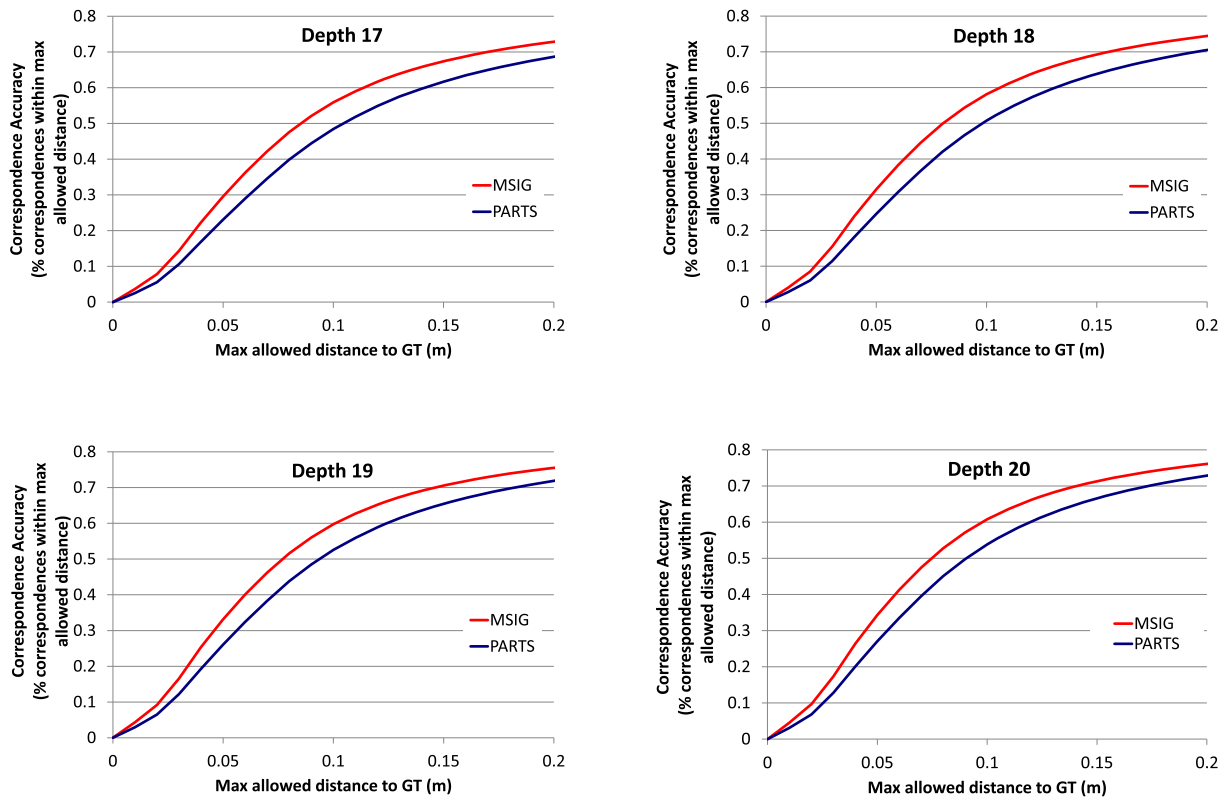 Depth 17
Correspondence Accuracy
(% correspondences within max
allowed distance)
0.8
0.7
0.6
0.5
0.4
0.3
0.2
0.1
0
MSIG
PARTS
0
0.05
0.1
0.15
0.2
Max allowed distance to GT (m)
Depth 18
Correspondence Accuracy
(% correspondences within max
allowed distance)
0.8
0.7
0.6
0.5
0.4
0.3
0.2
0.1
0
MSIG
PARTS
0
0.05
0.1
0.15
0.2
Max allowed distance to GT (m)
Depth 19
Correspondence Accuracy
(% correspondences within max
allowed distance)
0.8
0.7
0.6
0.5
0.4
0.3
0.2
0.1
0
MSIG
PARTS
0
0.05
0.1
0.15
0.2
Max allowed distance to GT (m)
Depth 20
Correspondence Accuracy
(% correspondences within max
allowed distance)
0.8
0.7
0.6
0.5
0.4
0.3
0.2
0.1
0
MSIG
PARTS
0
0.05
0.1
0.15
0.2
Max allowed distance to GT (m)